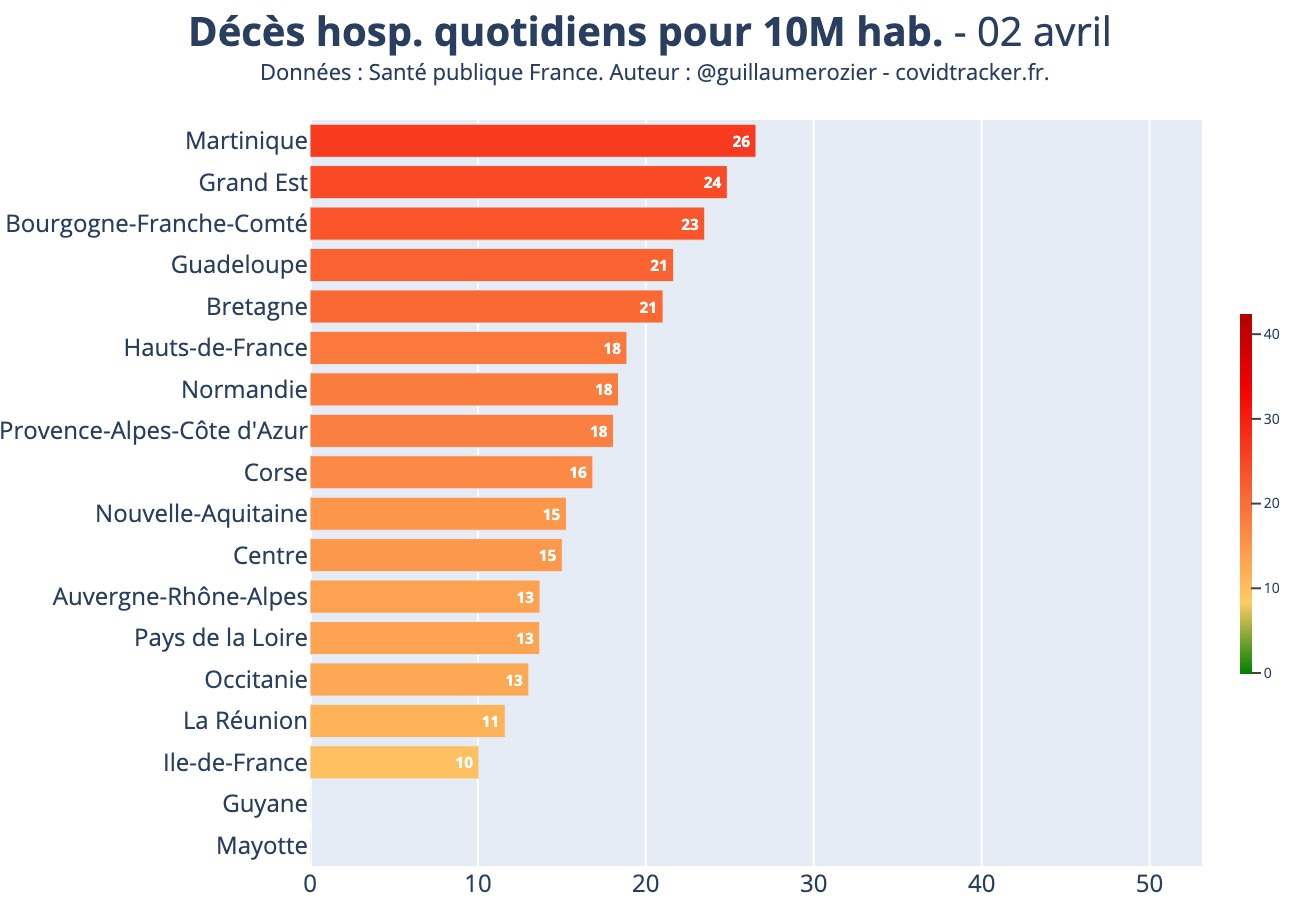 Décès hosp. quotidiens pour 10M hab. - 02 avril
Données : Santé publique France. Auteur : @guillaumerozier - covidtracker.fr.
Martinique 26
Grand Est 24
Bourgogne-Franche-Comté 23
Guadeloupe 21
Bretagne 21
Hauts-de-France 18
Normandie 18
Provence-Alpes-Côte d'Azur 18
Corse 16
Nouvelle-Aquitaine 15
Centre 15
Auvergne-Rhône-Alpes 13
Pays de la Loire 13
Occitanie 13
La Réunion 11
Ile-de-France 10
Guyane
Mayotte
0 10 20 30 40 50
40
30
20
10
0